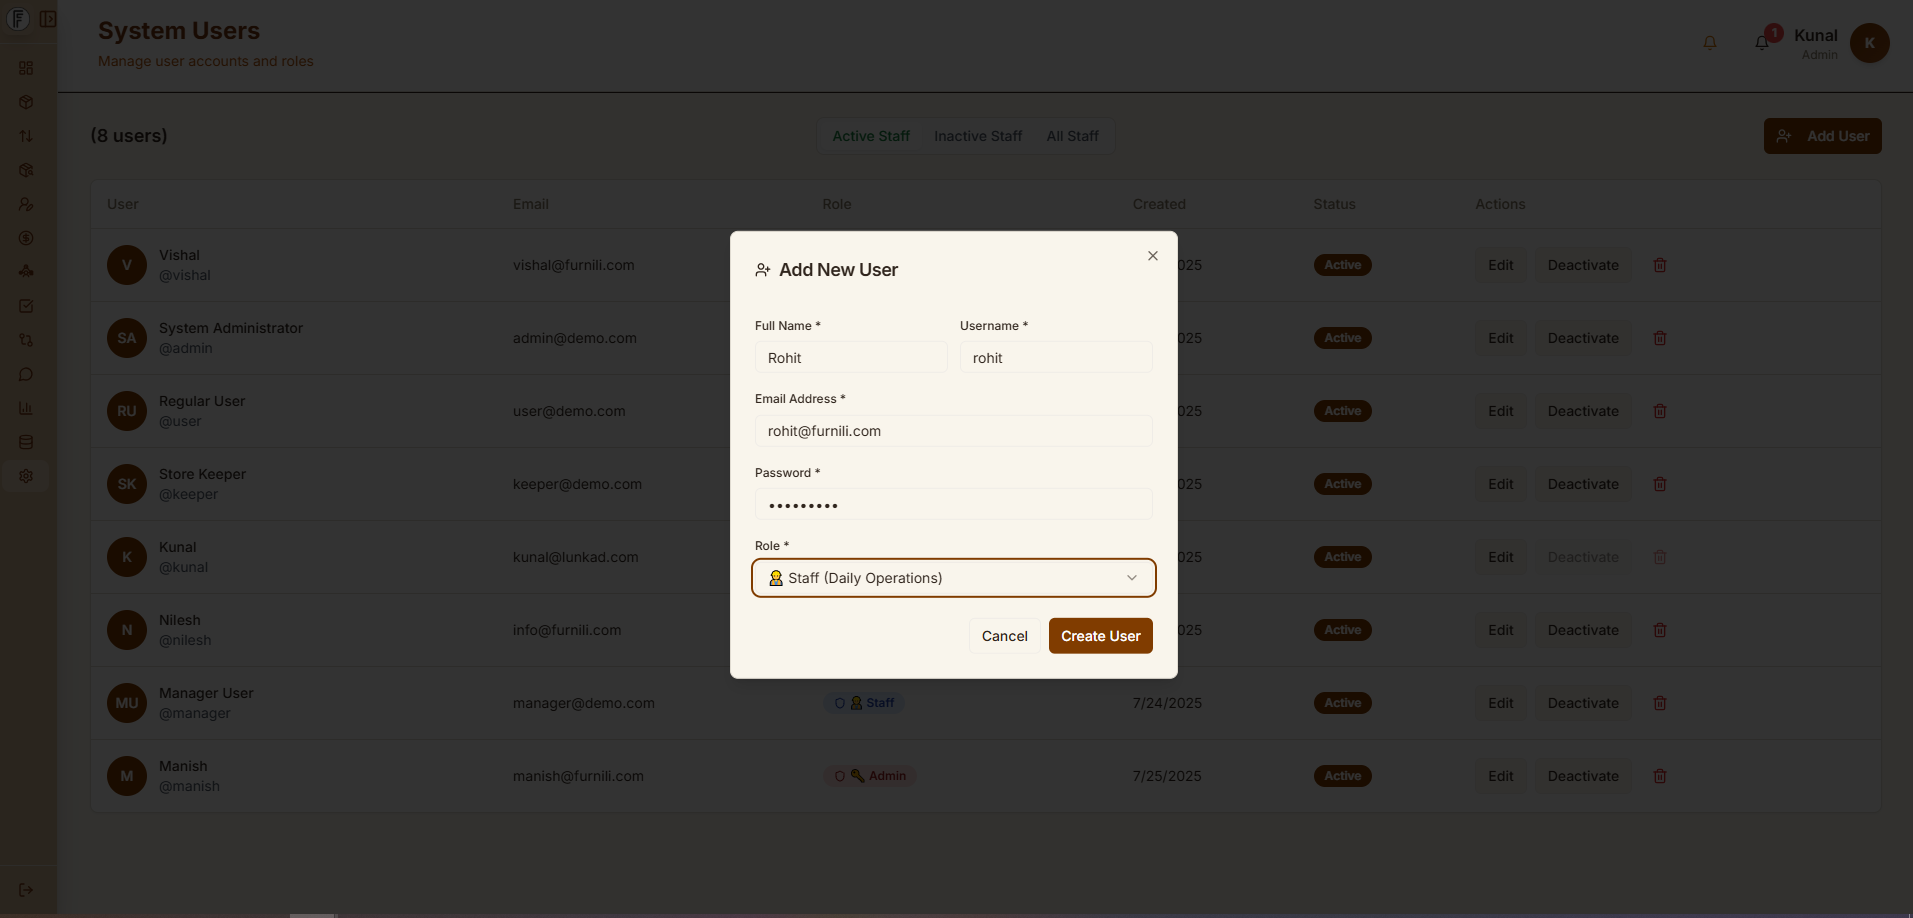 System Users
Manage user accounts and roles
1
Kunal
Admin
K
(8 users)
Active Staff
Inactive Staff
All Staff
Add User
User Email Role Created Status Actions
V
Vishal
@vishal
vishal@furnili.com
025
Active
Edit
Deactivate
SA
System Administrator
@admin
admin@demo.com
025
Active
Edit
Deactivate
RU
Regular User
@user
user@demo.com
025
Active
Edit
Deactivate
SK
Store Keeper
@keeper
keeper@demo.com
025
Active
Edit
Deactivate
K
Kunal
@kunal
kunal@lunkad.com
025
Active
Edit
Deactivate
N
Nilesh
@nilesh
info@furnili.com
025
Active
Edit
Deactivate
MU
Manager User
@manager
manager@demo.com
Staff
7/24/2025
Active
Edit
Deactivate
M
Manish
@manish
manish@furnili.com
Admin
7/25/2025
Active
Edit
Deactivate
Add New User
Full Name *
Rohit
Username *
rohit
Email Address *
rohit@furnili.com
Password *
•••••••••
Role *
Staff (Daily Operations)
Cancel
Create User